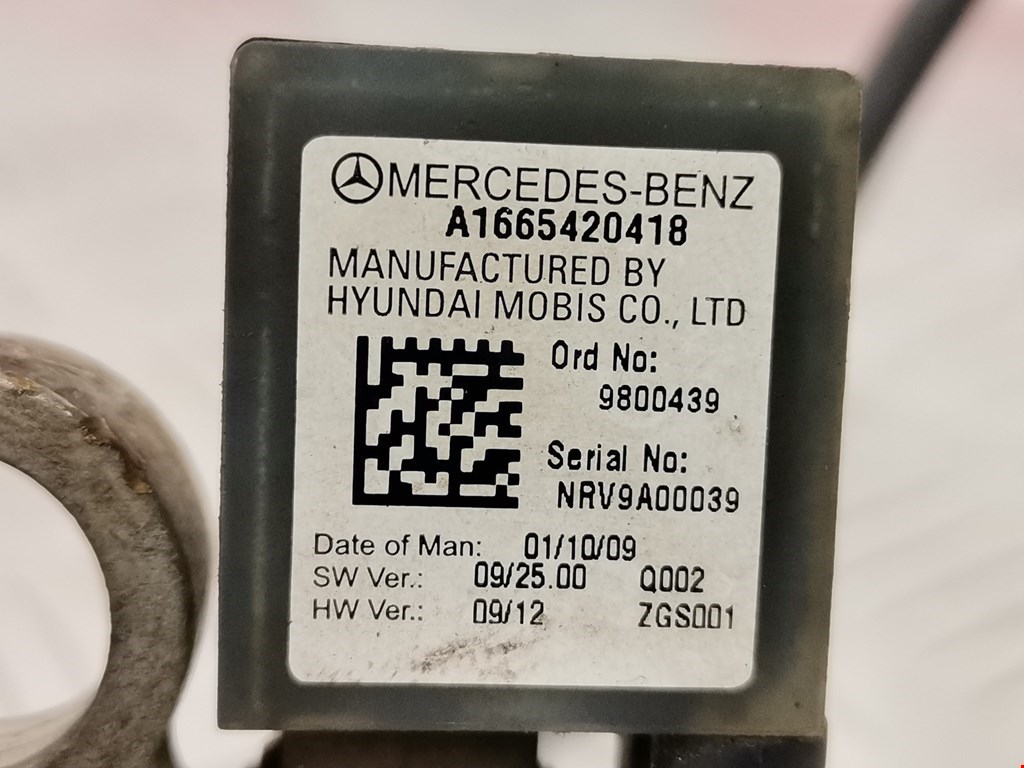 MERCEDES-BENZ
A1665420418
MANUFACTURED BY
HYUNDAI MOBIS CO., LTD
Ord No:
9800439
Serial No:
NRV9A00039
Date of Man: 01/10/09
SW Ver.: 09/25.00 Q002
HW Ver.: 09/12 ZGS001